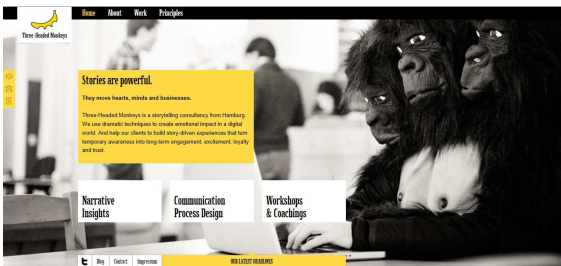 Home About Work Principles
Three-Headed Monkeys
Stories are powerful.
They move hearts, minds and businesses.
Three-Headed Monkeys is a storytelling consultancy from Hamburg.
We use dramatic techniques to create emotional impact in a digital
world. And help our clients to build story-driven experiences that turn
temporary awareness into long-term engagement, excitement, loyalty
and trust.
Narrative
Insights
Communication
Process Design
Workshops
& Coachings
Blog Contact Impressum
OUR LATEST HEADLINES